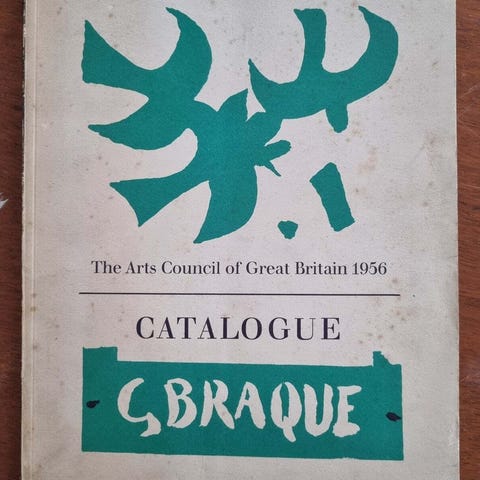 The Arts Council of Great Britain 1956
CATALOGUE
G BRAQUE